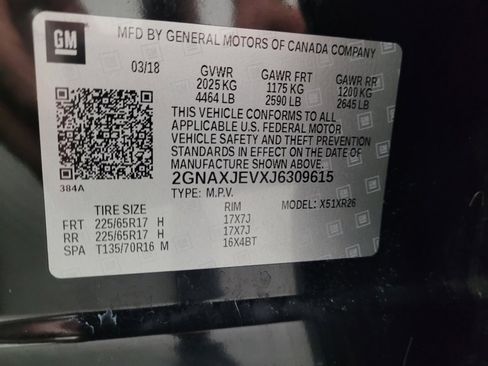 GM
MFD BY GENERAL MOTORS OF CANADA COMPANY
03/18 GVWR GAWR FRT GAWR RR
2025 KG 1175 KG 1200 KG
4464 LB 2590 LB 2645 LB
THIS VEHICLE CONFORMS TO ALL
APPLICABLE U.S. FEDERAL MOTOR
VEHICLE SAFETY AND THEFT PREVENTION
STANDARDS IN EFFECT ON THE DATE OF
MANUFACTURE SHOWN ABOVE.
384A
2GNAXJEVXJ6309615
TYPE: M.P.V. MODEL: X51XR26
TIRE SIZE RIM
FRT 225/65R17 H 17X7J
RR 225/65R17 H 17X7J
SPA T135/70R16 M 16X4BT